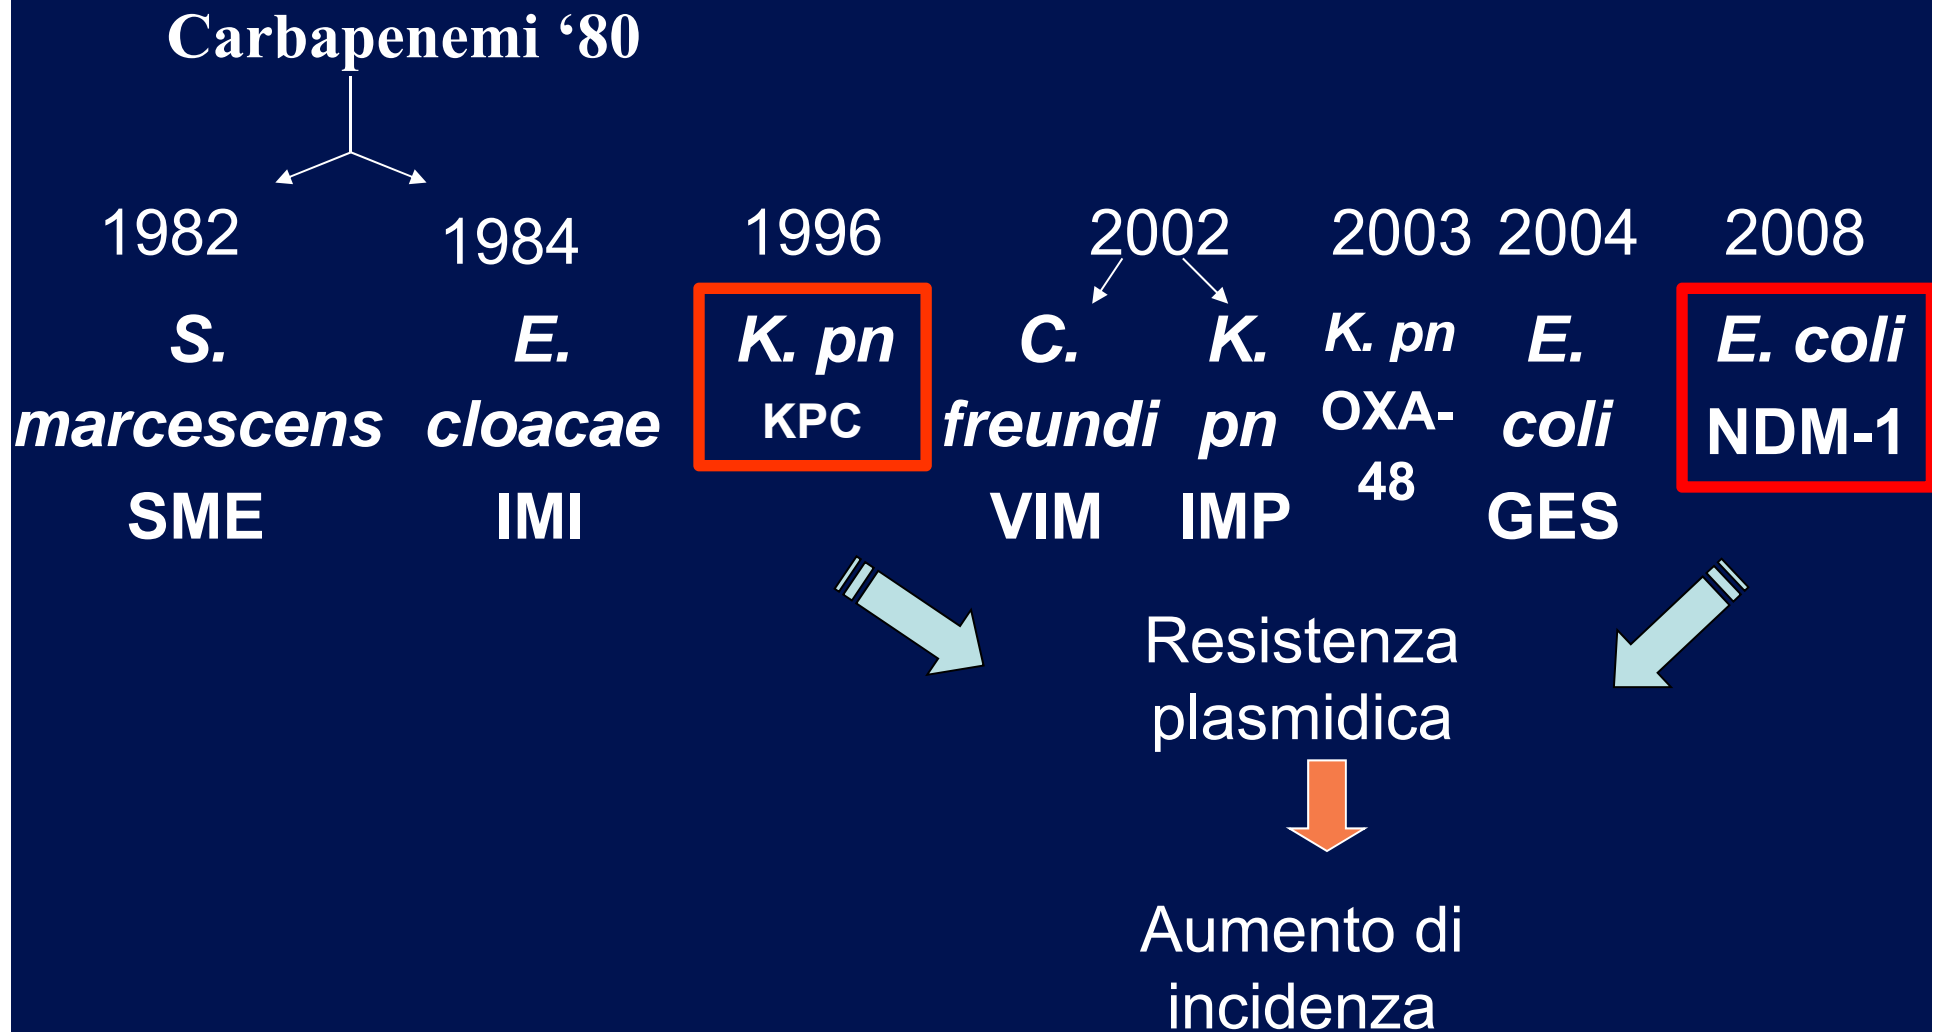 Carbapenemi ‘80
1982
1984
1996
2002
2003
2004
2008
S.
marcescens
SME
E.
cloacae
IMI
K. pn
KPC
C.
freundi
VIM
K.
pn
IMP
K. pn
OXA-
48
E.
coli
GES
E. coli
NDM-1
Resistenza
plasmidica
Aumento di
incidenza